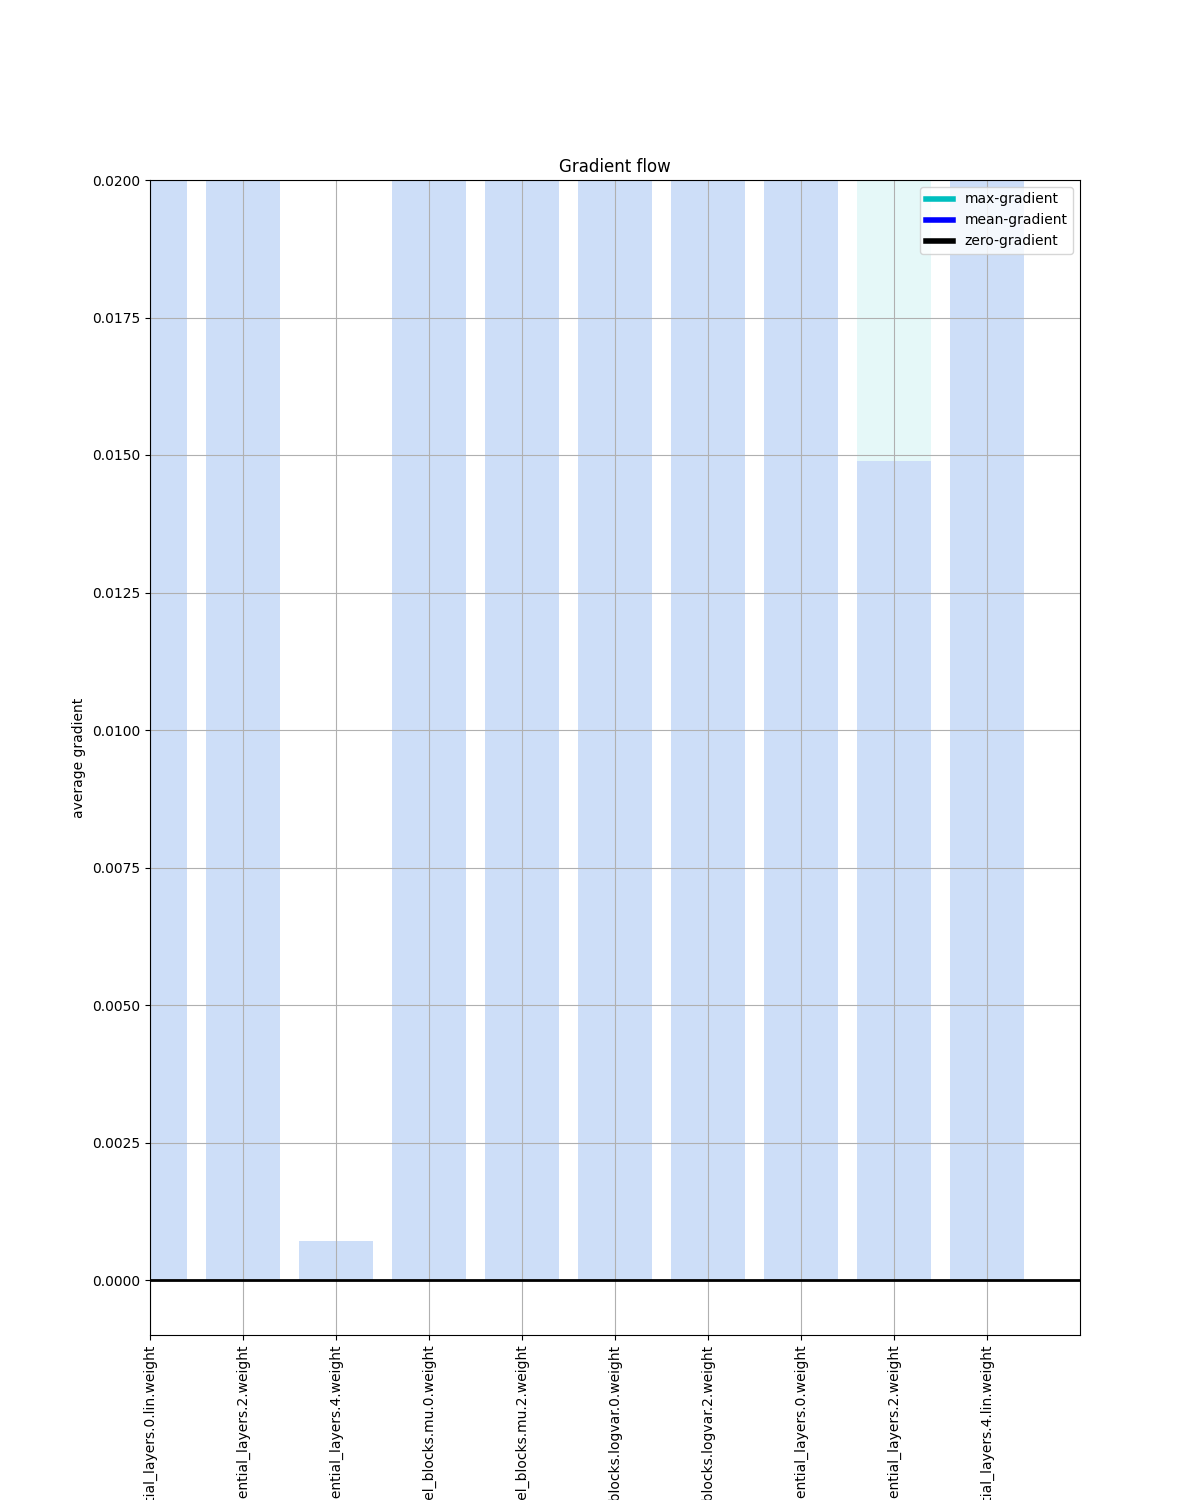 Gradient flow
max-gradient
mean-gradient
zero-gradient
0.0200
0.0175
0.0150
0.0125
0.0100
0.0075
0.0050
0.0025
0.0000
average gradient
tial_layers.0.lin.weight
ential_layers.2.weight
ential_layers.4.weight
el_blocks.mu.0.weight
el_blocks.mu.2.weight
blocks.logvar.0.weight
blocks.logvar.2.weight
ential_layers.0.weight
ential_layers.2.weight
tial_layers.4.lin.weight